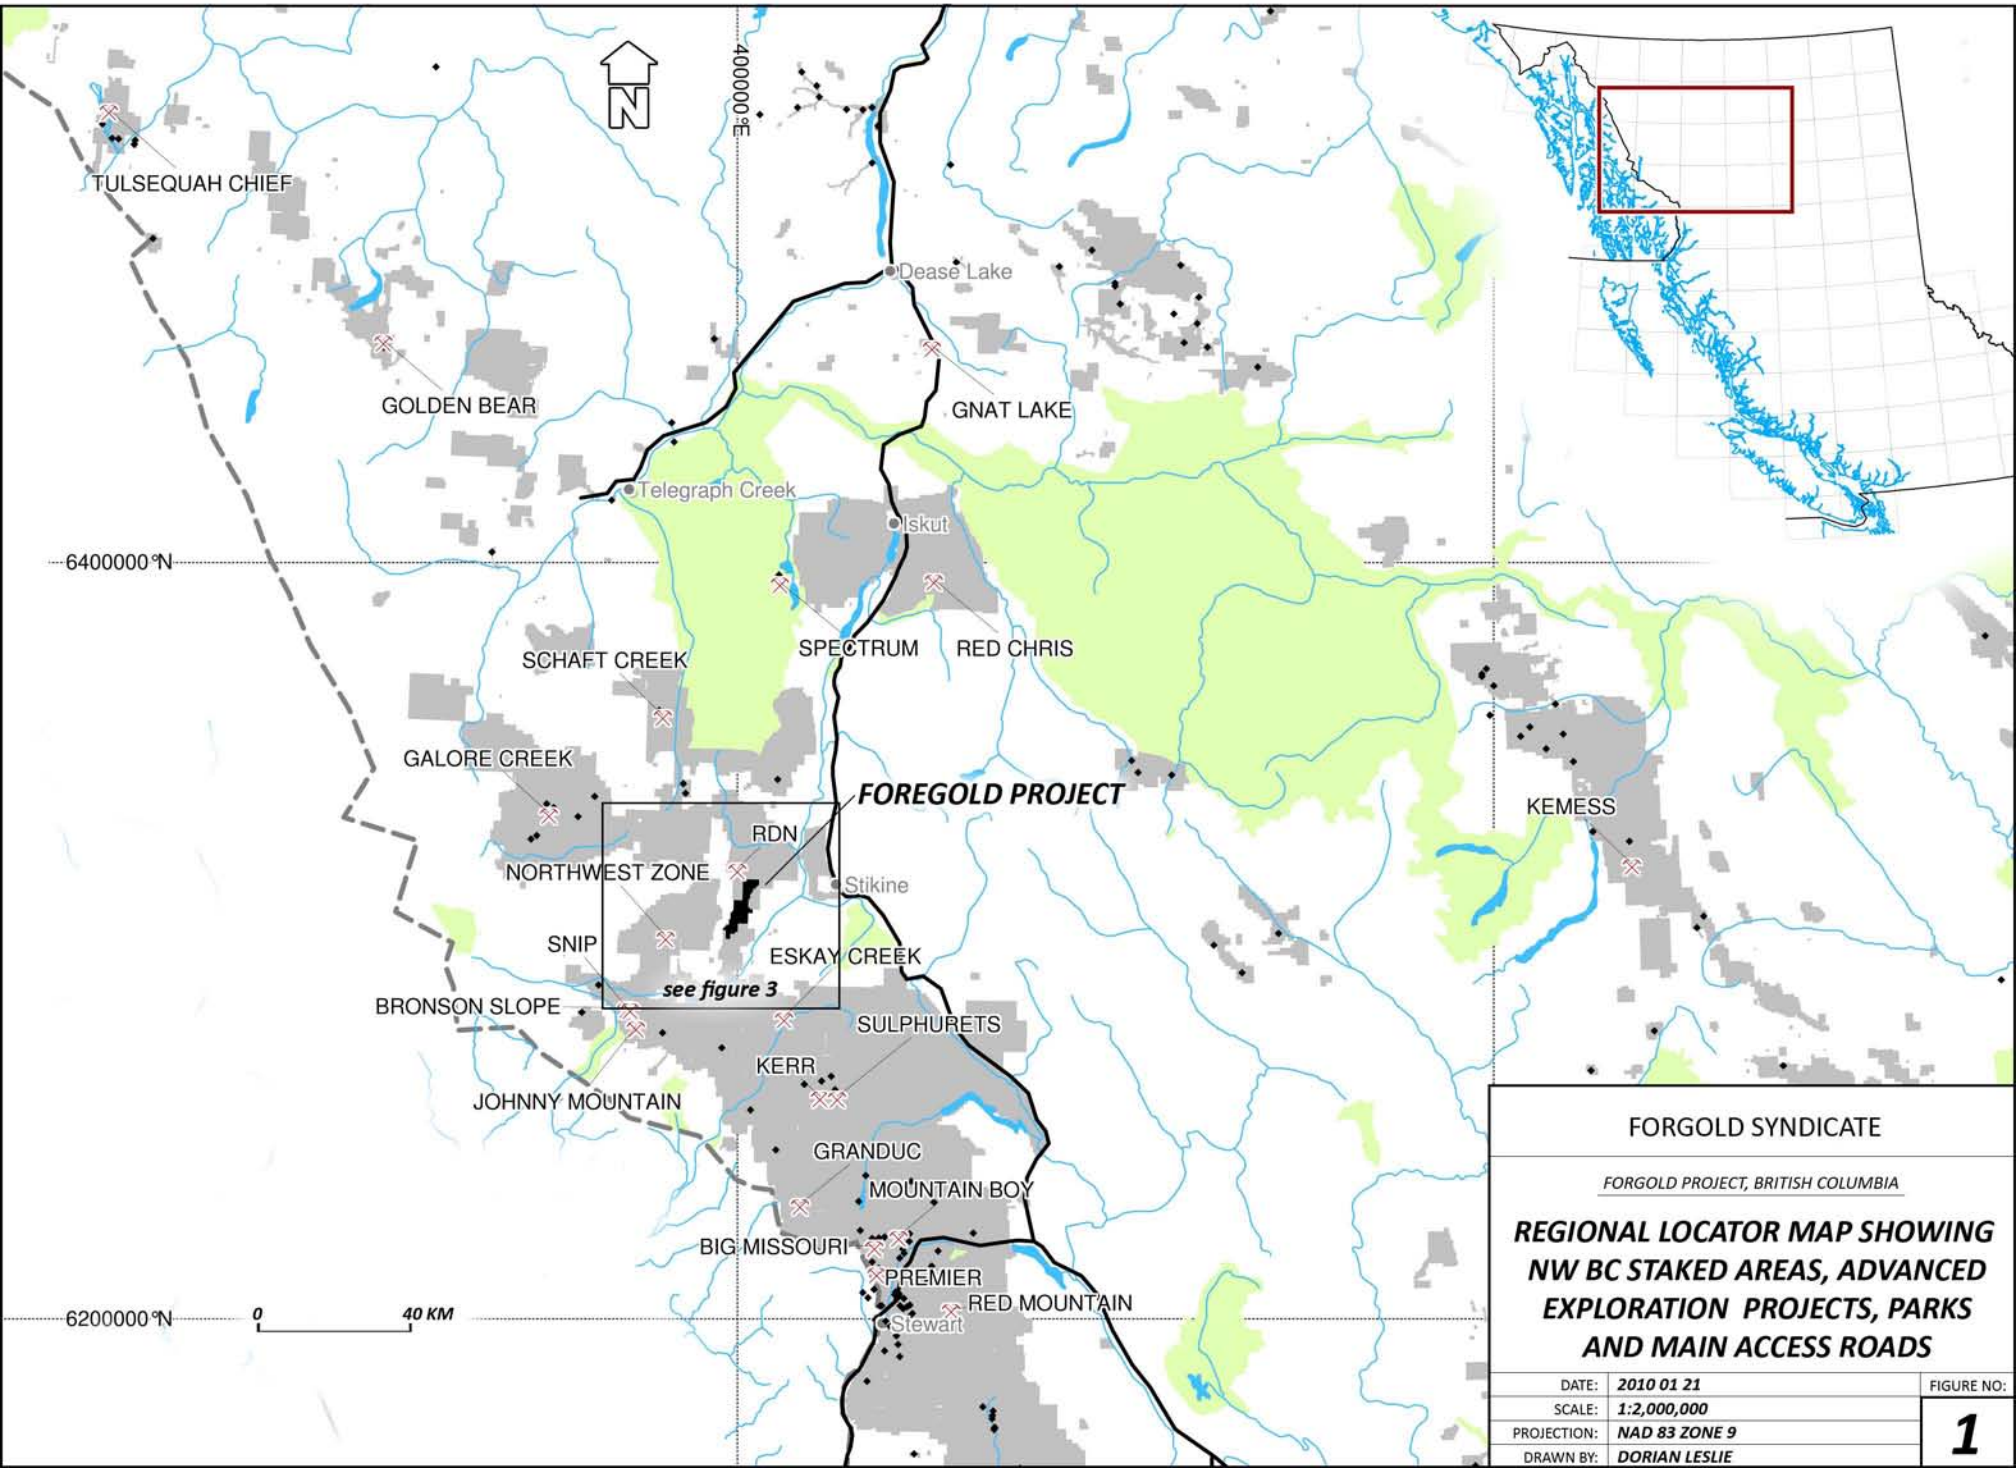 N
400000°E
TULSEQUAH CHIEF
Dease Lake
GOLDEN BEAR
GNAT LAKE
Telegraph Creek
Iskut
6400000°N
SPECTRUM
RED CHRIS
SCHAFT CREEK
GALORE CREEK
FOREGOLD PROJECT
KEMESS
RDN
NORTHWEST ZONE
Stikine
SNIP
ESKAY CREEK
see figure 3
BRONSON SLOPE
SULPHURETS
KERR
JOHNNY MOUNTAIN
GRANDUC
MOUNTAIN BOY
BIG MISSOURI
PREMIER
RED MOUNTAIN
6200000°N
0 40 KM
Stewart
FORGOLD SYNDICATE
FORGOLD PROJECT, BRITISH COLUMBIA
REGIONAL LOCATOR MAP SHOWING
NW BC STAKED AREAS, ADVANCED
EXPLORATION PROJECTS, PARKS
AND MAIN ACCESS ROADS
DATE: 2010 01 21
FIGURE NO:
SCALE: 1:2,000,000
PROJECTION: NAD 83 ZONE 9
1
DRAWN BY: DORIAN LESLIE